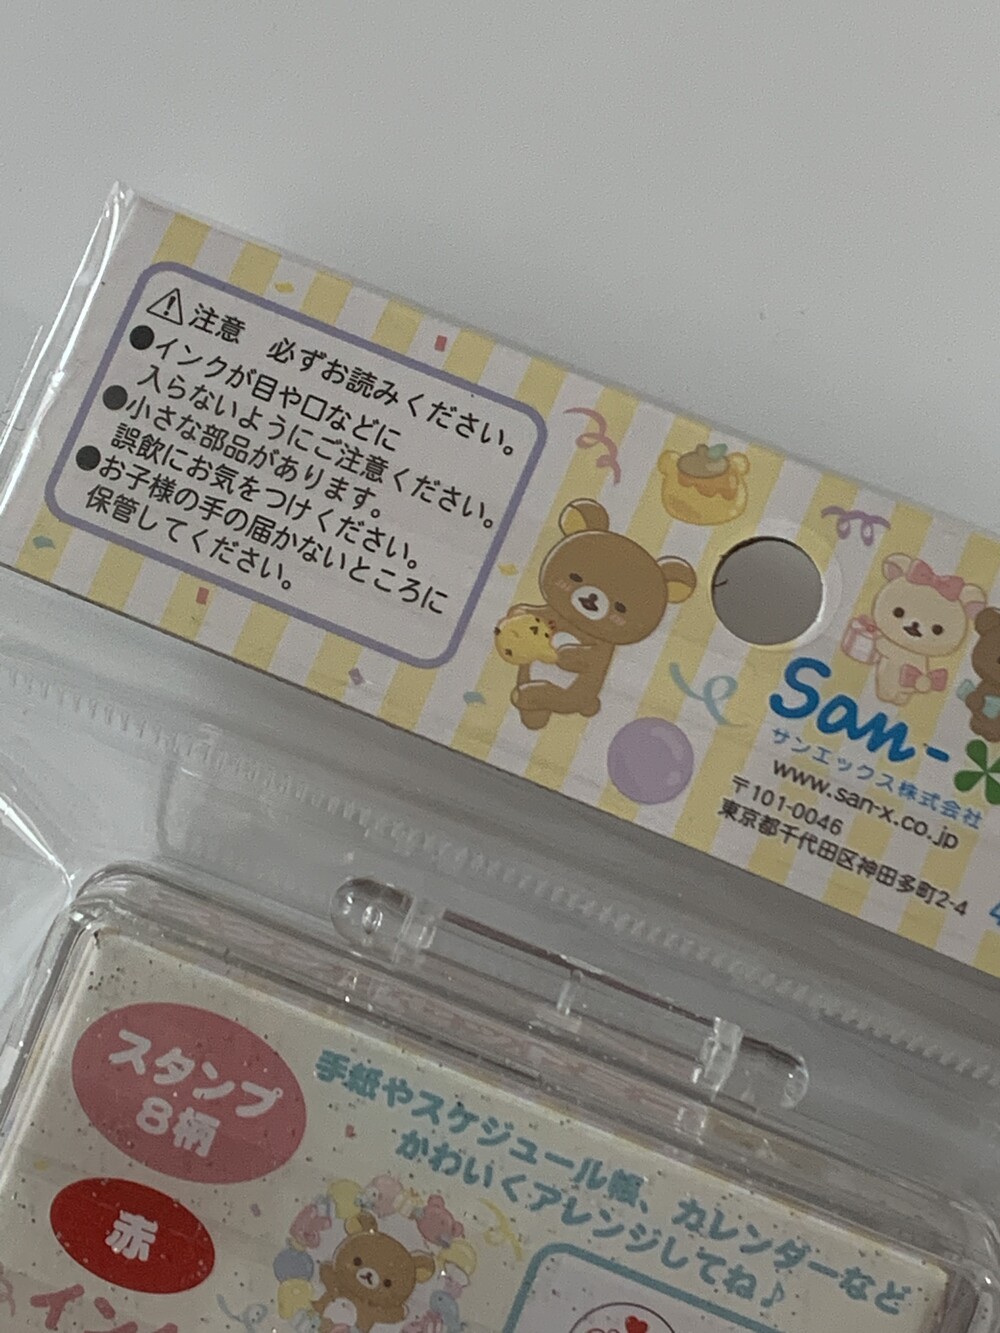 ⚠注意 必ずお読みください。
●インクが目や口などに
入らないようにご注意ください。
●小さな部品があります。
誤飲にお気をつけください。
●お子様の手の届かないところに
保管してください。
San-
サンエックス株式会社
www.san-x.co.jp
〒101-0046
東京都千代田区神田多町2-4
スタンプ
8柄
手紙やスケジュール帳、カレンダーなど
かわいくアレンジしてね♪
赤
イン